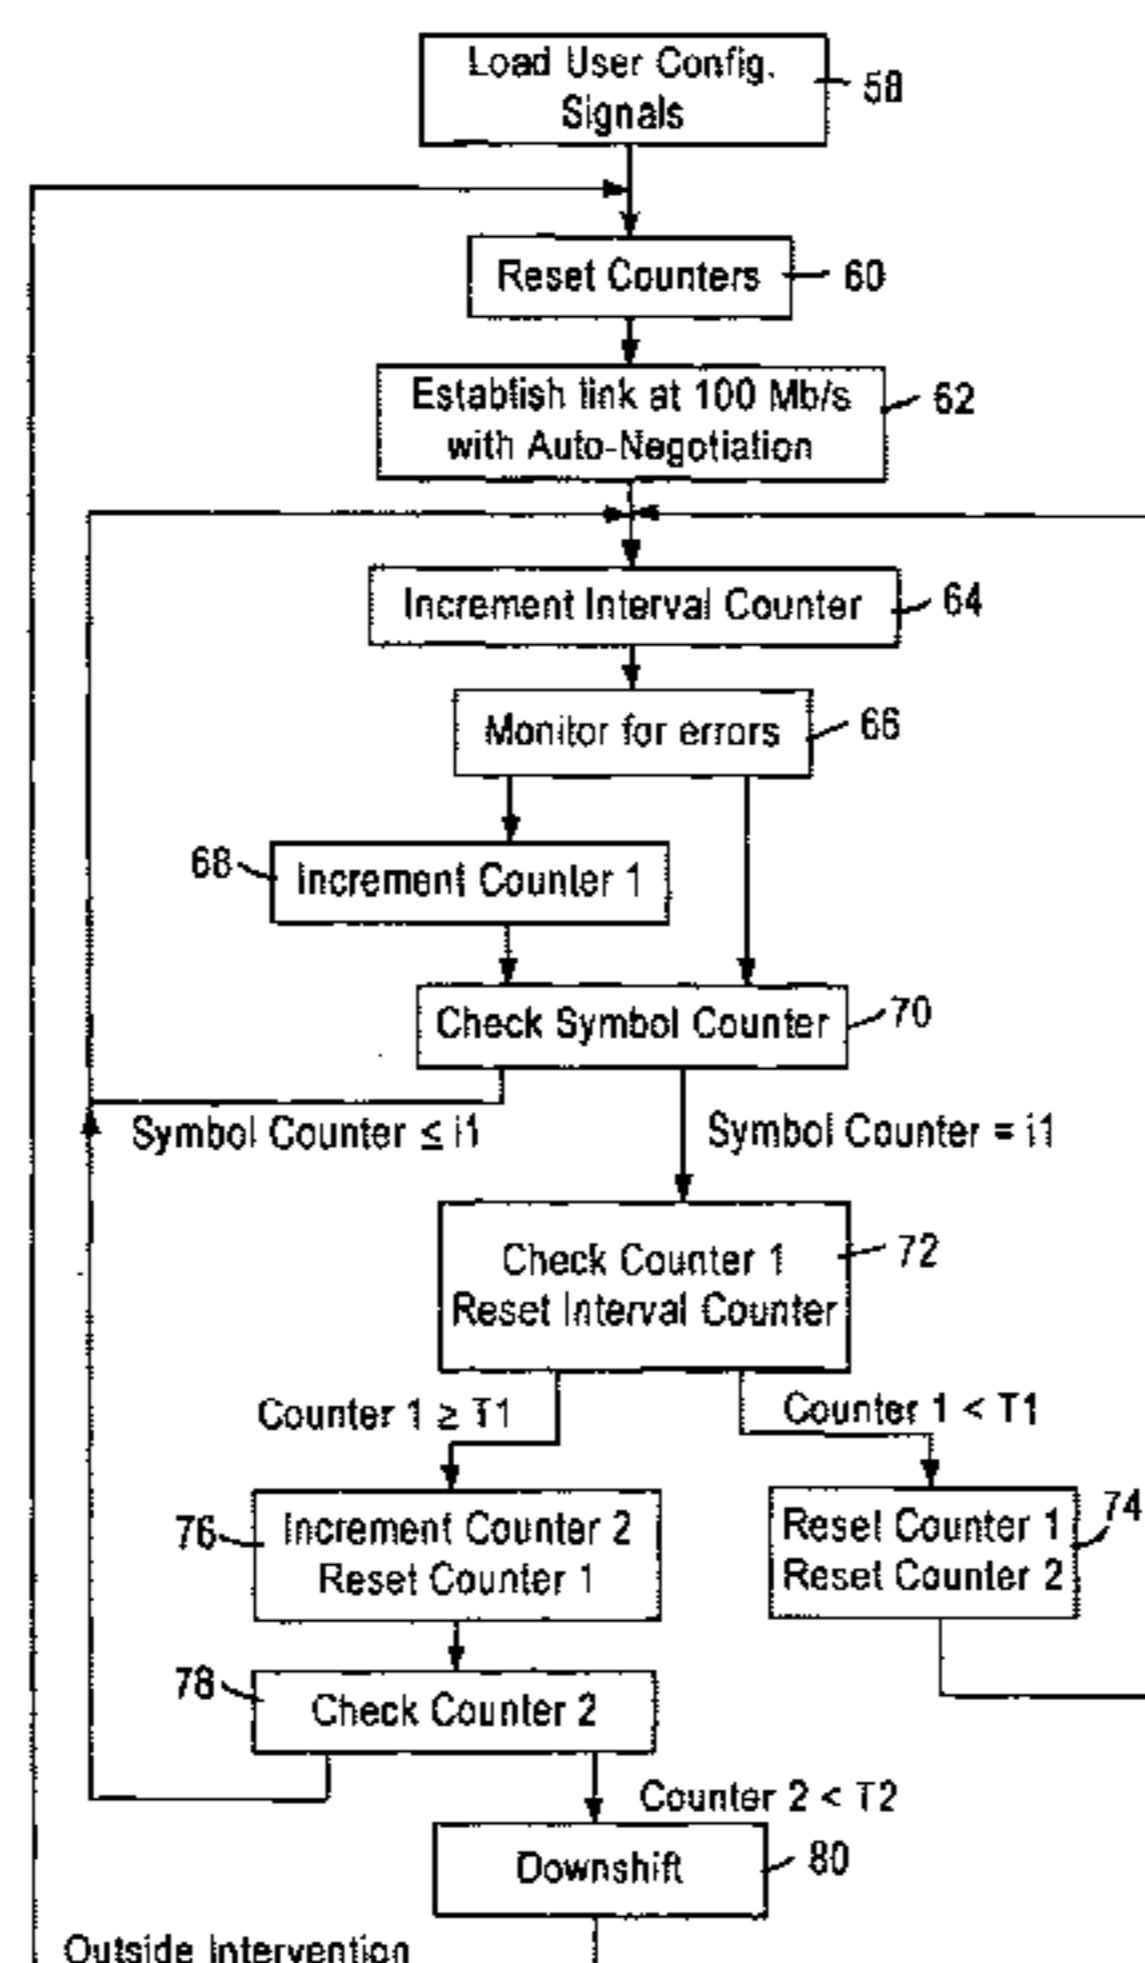 Load User Config.
Signals
58
Reset Counters
60
Establish link at 100 Mb/s
with Auto-Negotiation
62
Increment Interval Counter
64
Monitor for errors
66
68
Increment Counter 1
Check Symbol Counter
70
Symbol Counter ≤ i1
Symbol Counter = i1
Check Counter 1
Reset Interval Counter
72
Counter 1 ≥ T1
Counter 1 < T1
76
Increment Counter 2
Reset Counter 1
Reset Counter 1
Reset Counter 2
74
78
Check Counter 2
Counter 2 < T2
Downshift
80
Outside Intervention